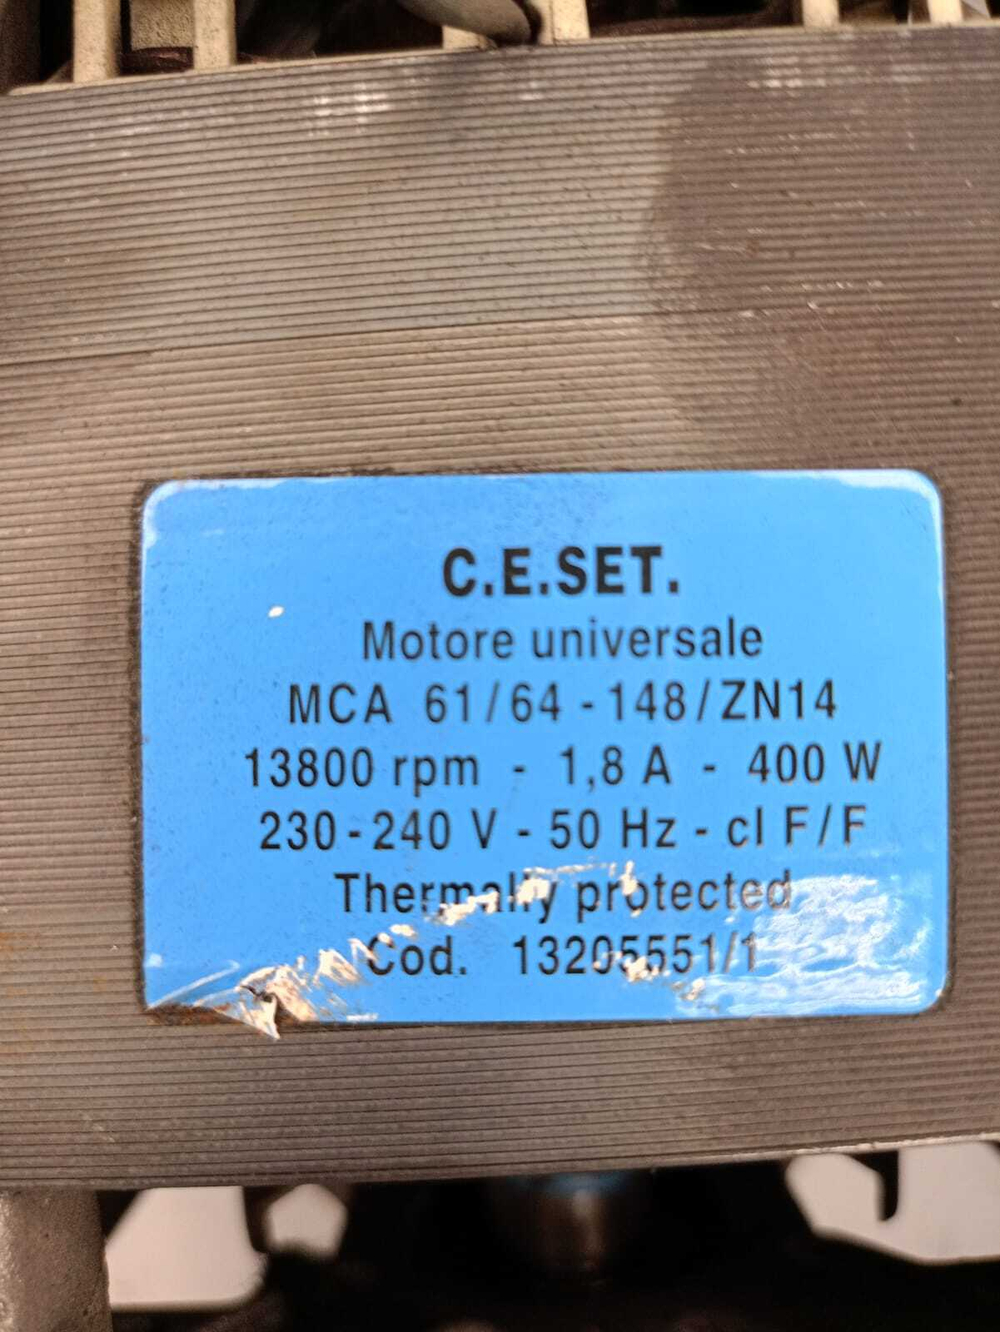 C.E.SET.
Motore universale
MCA 61/64 - 148/ZN14
13800 rpm - 1,8 A - 400 W
230-240 V - 50 Hz - cl F/F
Thermally protected
Cod. 13205551/1